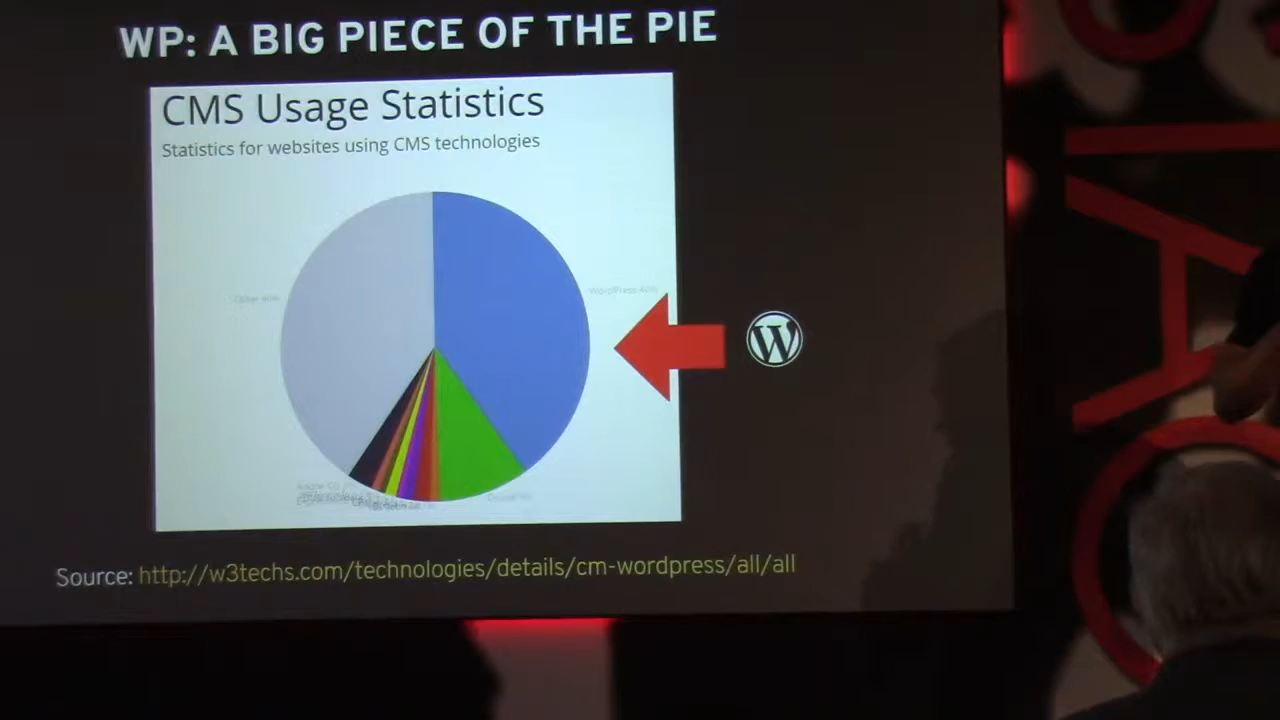 WP: A BIG PIECE OF THE PIE
CMS Usage Statistics
Statistics for websites using CMS technologies
WordPress
W
Source: http://w3techs.com/technologies/details/cm-wordpress/all/all